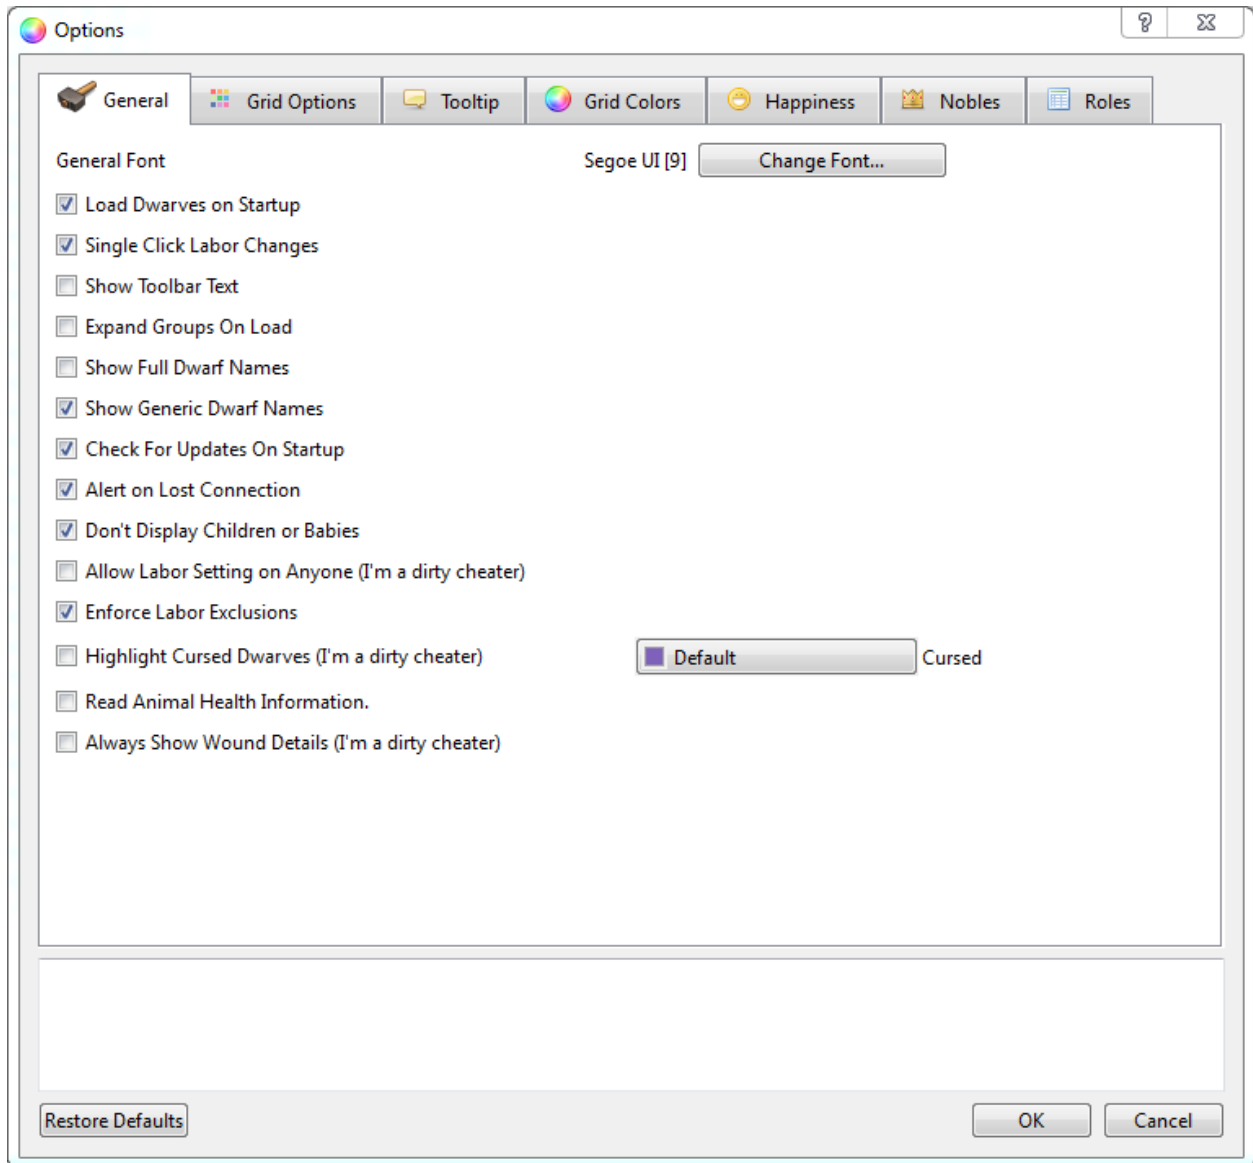 Options
General Grid Options Tooltip Grid Colors Happiness Nobles Roles
General Font Segoe UI [9] Change Font...
Load Dwarves on Startup
Single Click Labor Changes
Show Toolbar Text
Expand Groups On Load
Show Full Dwarf Names
Show Generic Dwarf Names
Check For Updates On Startup
Alert on Lost Connection
Don't Display Children or Babies
Allow Labor Setting on Anyone (I'm a dirty cheater)
Enforce Labor Exclusions
Highlight Cursed Dwarves (I'm a dirty cheater) Default Cursed
Read Animal Health Information.
Always Show Wound Details (I'm a dirty cheater)
Restore Defaults OK Cancel